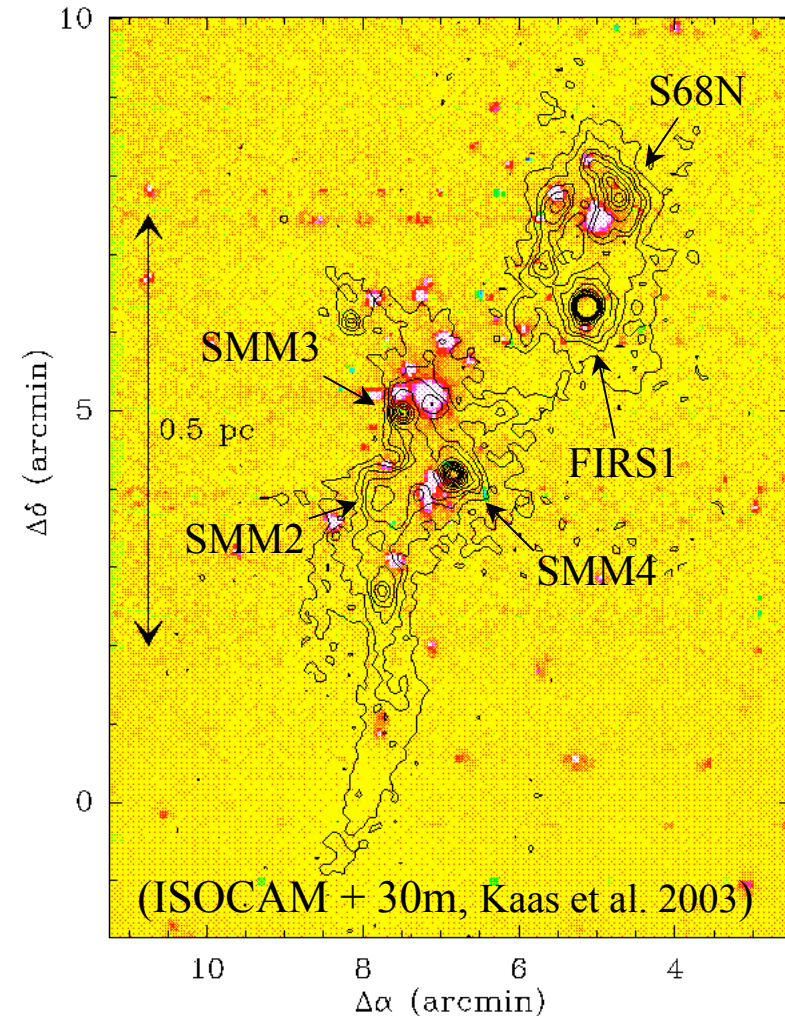 10
S68N
SMM3
5
0.5 pc
FIRS1
SMM2
SMM4
Δδ (arcmin)
0
(ISOCAM + 30m, Kaas et al. 2003)
10 8 6 4
Δα (arcmin)